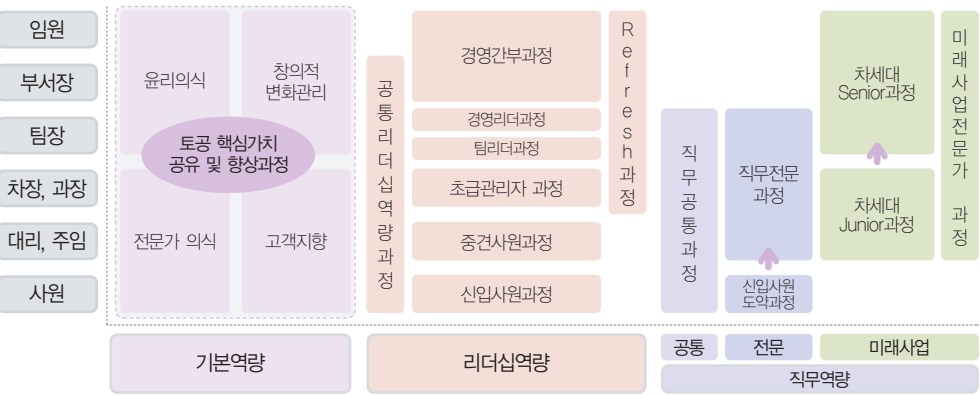 임원
부서장
팀장
차장, 과장
대리, 주임
사원
윤리의식
창의적
변화관리
토공 핵심가치
공유 및 향상과정
전문가 의식
고객지향
공통리더십역량과정
경영간부과정
경영리더과정
팀리더과정
초급관리자 과정
중견사원과정
신입사원과정
Refresh과정
직무공통과정
직무전문
과정
신입사원
도약과정
차세대
Senior과정
차세대
Junior과정
미래사업전문가 과정
기본역량
리더십역량
공통
전문
미래사업
직무역량